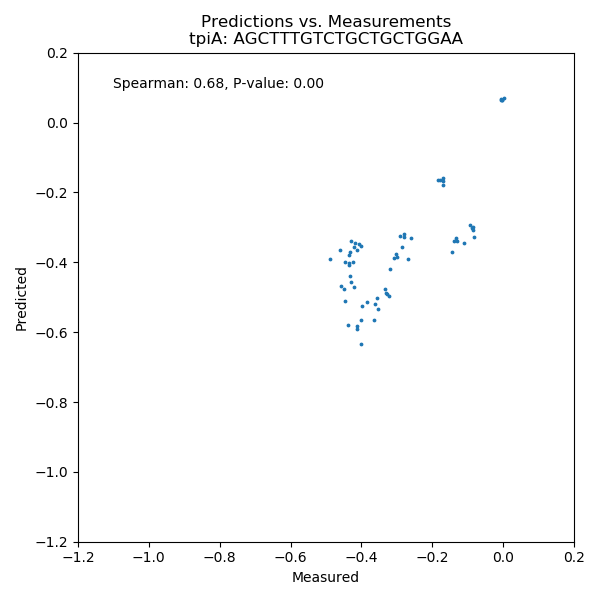 Predictions vs. Measurements
tpiA: AGCTTTGTCTGCTGCTGGAA
Spearman: 0.68, P-value: 0.00
0.2
0.0
−0.2
−0.4
−0.6
−0.8
−1.0
−1.2
Predicted
−1.2 −1.0 −0.8 −0.6 −0.4 −0.2 0.0 0.2
Measured